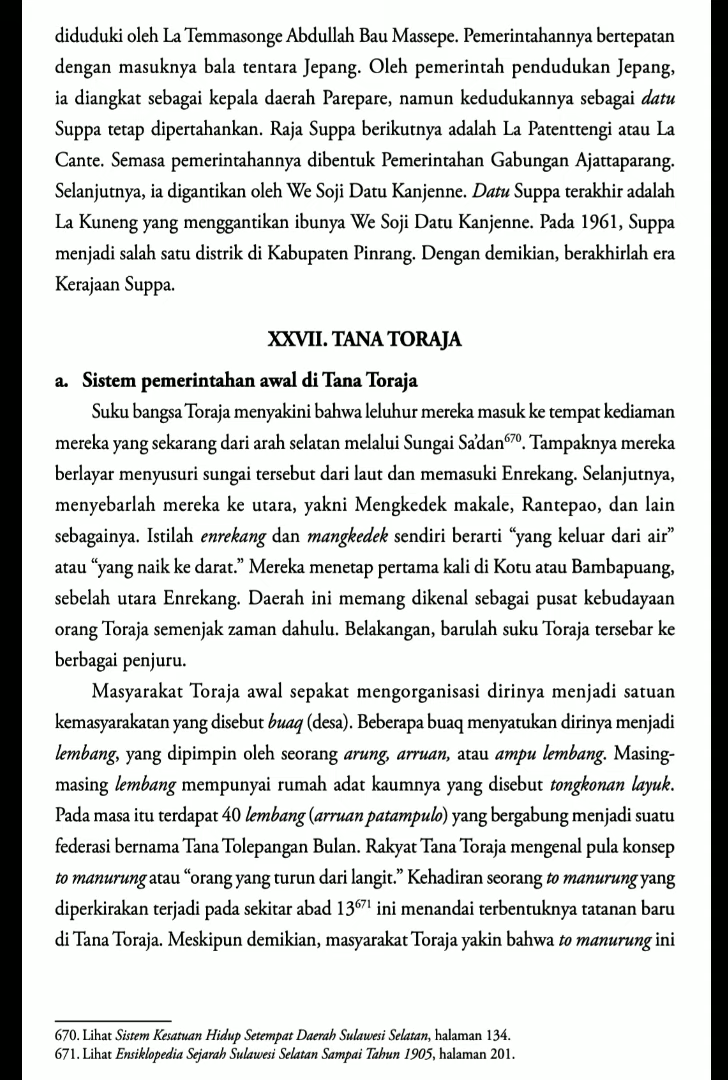 diduduki oleh La Temmasonge Abdullah Bau Massepe. Pemerintahannya bertepatan
dengan masuknya bala tentara Jepang. Oleh pemerintah pendudukan Jepang,
ia diangkat sebagai kepala daerah Parepare, namun kedudukannya sebagai datu
Suppa tetap dipertahankan. Raja Suppa berikutnya adalah La Patenttengi atau La
Cante. Semasa pemerintahannya dibentuk Pemerintahan Gabungan Ajattaparang.
Selanjutnya, ia digantikan oleh We Soji Datu Kanjenne. Datu Suppa terakhir adalah
La Kuneng yang menggantikan ibunya We Soji Datu Kanjenne. Pada 1961, Suppa
menjadi salah satu distrik di Kabupaten Pinrang. Dengan demikian, berakhirlah era
Kerajaan Suppa.
XXVII. TANA TORAJA
a. Sistem pemerintahan awal di Tana Toraja
Suku bangsa Toraja menyakini bahwa leluhur mereka masuk ke tempat kediaman
mereka yang sekarang dari arah selatan melalui Sungai Sa’dan670. Tampaknya mereka
berlayar menyusuri sungai tersebut dari laut dan memasuki Enrekang. Selanjutnya,
menyebarlah mereka ke utara, yakni Mengkedek makale, Rantepao, dan lain
sebagainya. Istilah enrekang dan mangkedek sendiri berarti “yang keluar dari air”
atau “yang naik ke darat.” Mereka menetap pertama kali di Kotu atau Bambapuang,
sebelah utara Enrekang. Daerah ini memang dikenal sebagai pusat kebudayaan
orang Toraja semenjak zaman dahulu. Belakangan, barulah suku Toraja tersebar ke
berbagai penjuru.
Masyarakat Toraja awal sepakat mengorganisasi dirinya menjadi satuan
kemasyarakatan yang disebut buaq (desa). Beberapa buaq menyatukan dirinya menjadi
lembang, yang dipimpin oleh seorang arung, arruan, atau ampu lembang. Masing-
masing lembang mempunyai rumah adat kaumnya yang disebut tongkonan layuk.
Pada masa itu terdapat 40 lembang (arruan patampulo) yang bergabung menjadi suatu
federasi bernama Tana Tolepangan Bulan. Rakyat Tana Toraja mengenal pula konsep
to manurung atau “orang yang turun dari langit.” Kehadiran seorang to manurung yang
diperkirakan terjadi pada sekitar abad 13671 ini menandai terbentuknya tatanan baru
di Tana Toraja. Meskipun demikian, masyarakat Toraja yakin bahwa to manurung ini
670. Lihat Sistem Kesatuan Hidup Setempat Daerah Sulawesi Selatan, halaman 134.
671. Lihat Ensiklopedia Sejarah Sulawesi Selatan Sampai Tahun 1905, halaman 201.